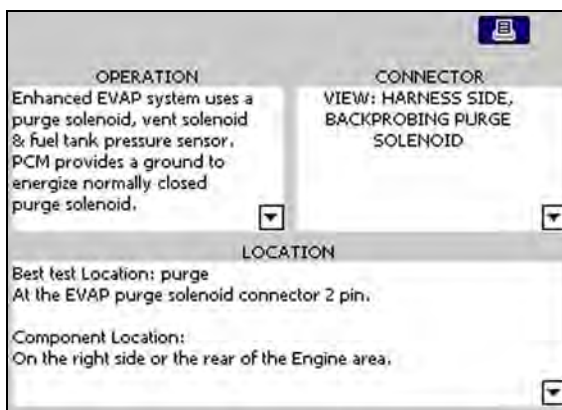 OPERATION
Enhanced EVAP system uses a
purge solenoid, vent solenoid
& fuel tank pressure sensor.
PCM provides a ground to
energize normally closed
purge solenoid.
CONNECTOR
VIEW: HARNESS SIDE,
BACKPROBING PURGE
SOLENOID
LOCATION
Best test Location: purge
At the EVAP purge solenoid connector 2 pin.
Component Location:
On the right side or the rear of the Engine area.